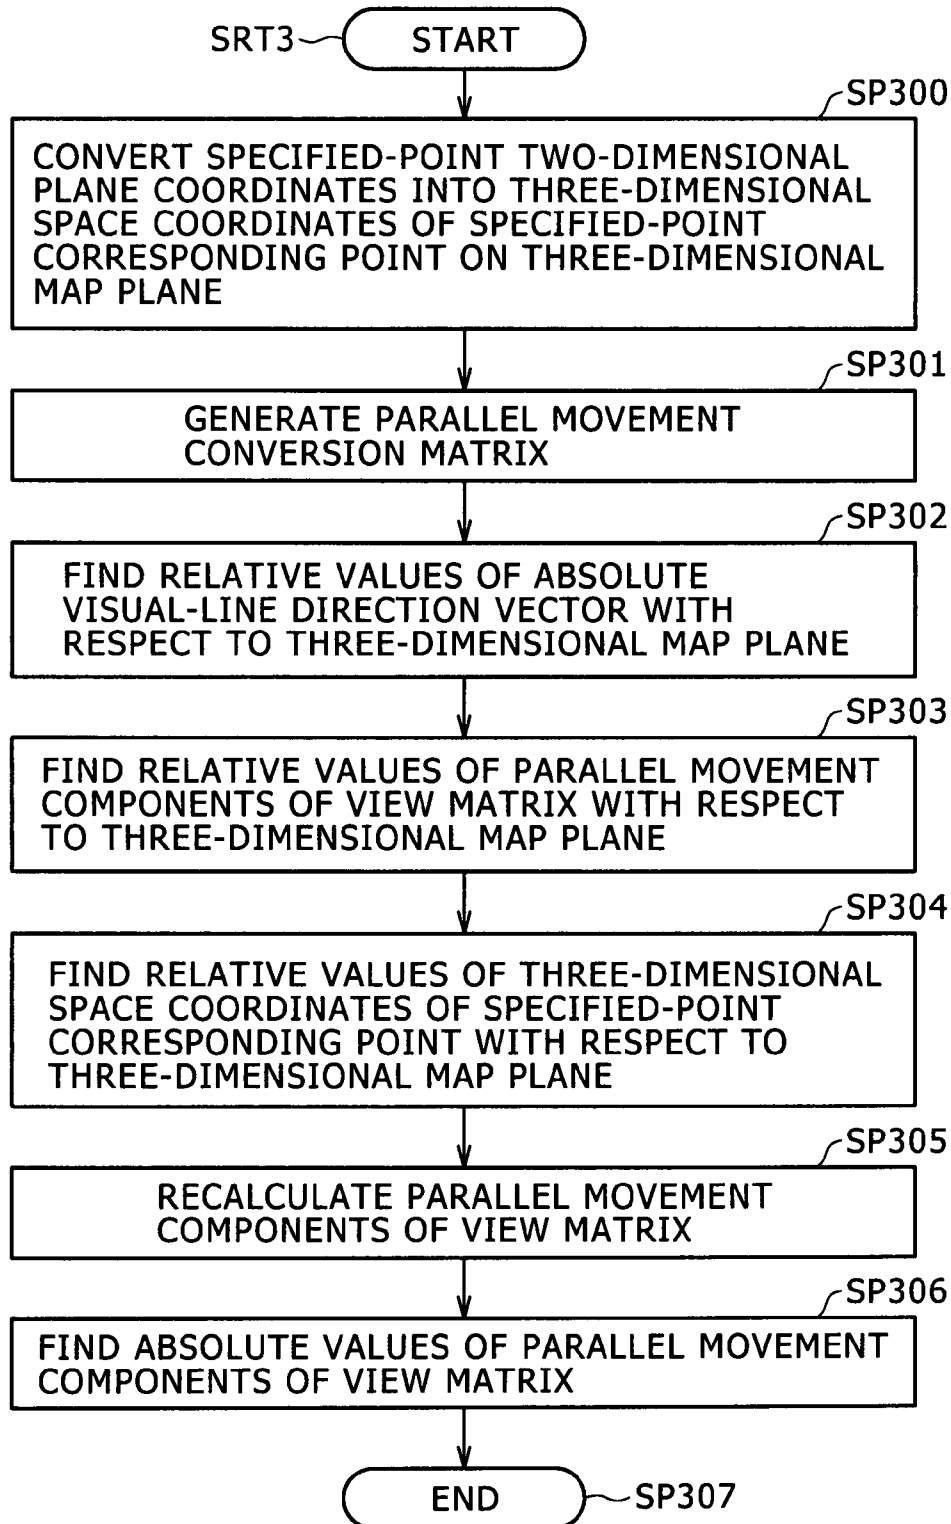 SRT3
START
SP300
CONVERT SPECIFIED-POINT TWO-DIMENSIONAL
PLANE COORDINATES INTO THREE-DIMENSIONAL
SPACE COORDINATES OF SPECIFIED-POINT
CORRESPONDING POINT ON THREE-DIMENSIONAL
MAP PLANE
SP301
GENERATE PARALLEL MOVEMENT
CONVERSION MATRIX
SP302
FIND RELATIVE VALUES OF ABSOLUTE
VISUAL-LINE DIRECTION VECTOR WITH
RESPECT TO THREE-DIMENSIONAL MAP PLANE
SP303
FIND RELATIVE VALUES OF PARALLEL MOVEMENT
COMPONENTS OF VIEW MATRIX WITH RESPECT
TO THREE-DIMENSIONAL MAP PLANE
SP304
FIND RELATIVE VALUES OF THREE-DIMENSIONAL
SPACE COORDINATES OF SPECIFIED-POINT
CORRESPONDING POINT WITH RESPECT TO
THREE-DIMENSIONAL MAP PLANE
SP305
RECALCULATE PARALLEL MOVEMENT
COMPONENTS OF VIEW MATRIX
SP306
FIND ABSOLUTE VALUES OF PARALLEL MOVEMENT
COMPONENTS OF VIEW MATRIX
END
SP307